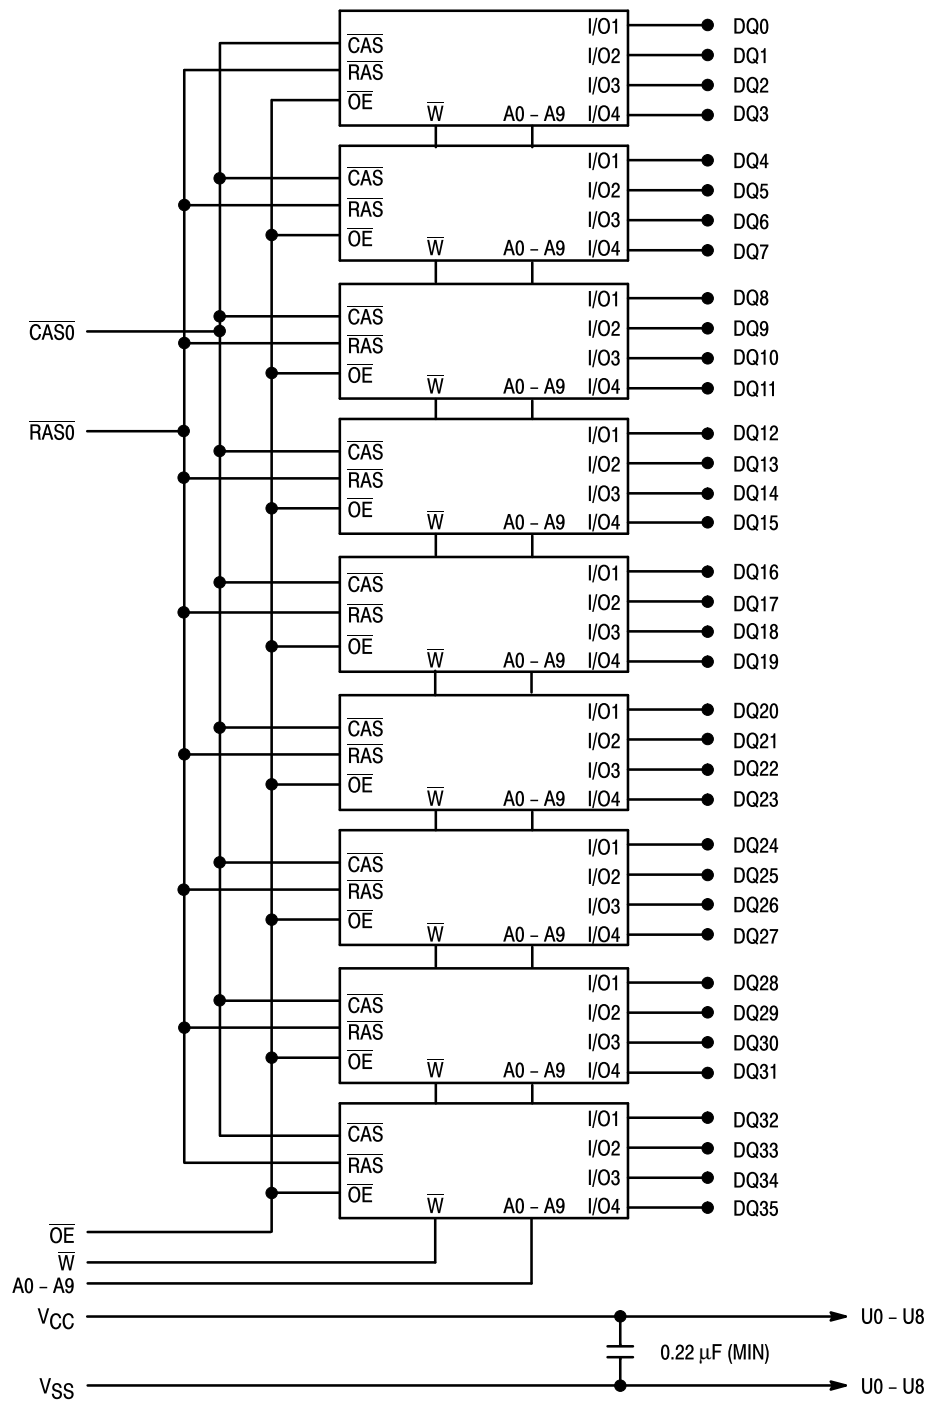 I/O1 DQ0
CAS I/O2 DQ1
RAS I/O3 DQ2
OE W A0 – A9 I/O4 DQ3
I/O1 DQ4
CAS I/O2 DQ5
RAS I/O3 DQ6
OE W A0 – A9 I/O4 DQ7
I/O1 DQ8
CAS0 CAS I/O2 DQ9
RAS I/O3 DQ10
OE W A0 – A9 I/O4 DQ11
RAS0 I/O1 DQ12
CAS I/O2 DQ13
RAS I/O3 DQ14
OE W A0 – A9 I/O4 DQ15
I/O1 DQ16
CAS I/O2 DQ17
RAS I/O3 DQ18
OE W A0 – A9 I/O4 DQ19
I/O1 DQ20
CAS I/O2 DQ21
RAS I/O3 DQ22
OE W A0 – A9 I/O4 DQ23
I/O1 DQ24
CAS I/O2 DQ25
RAS I/O3 DQ26
OE W A0 – A9 I/O4 DQ27
I/O1 DQ28
CAS I/O2 DQ29
RAS I/O3 DQ30
OE W A0 – A9 I/O4 DQ31
I/O1 DQ32
CAS I/O2 DQ33
RAS I/O3 DQ34
OE W A0 – A9 I/O4 DQ35
OE
W
A0 – A9
VCC U0 – U8
0.22 µF (MIN)
VSS U0 – U8